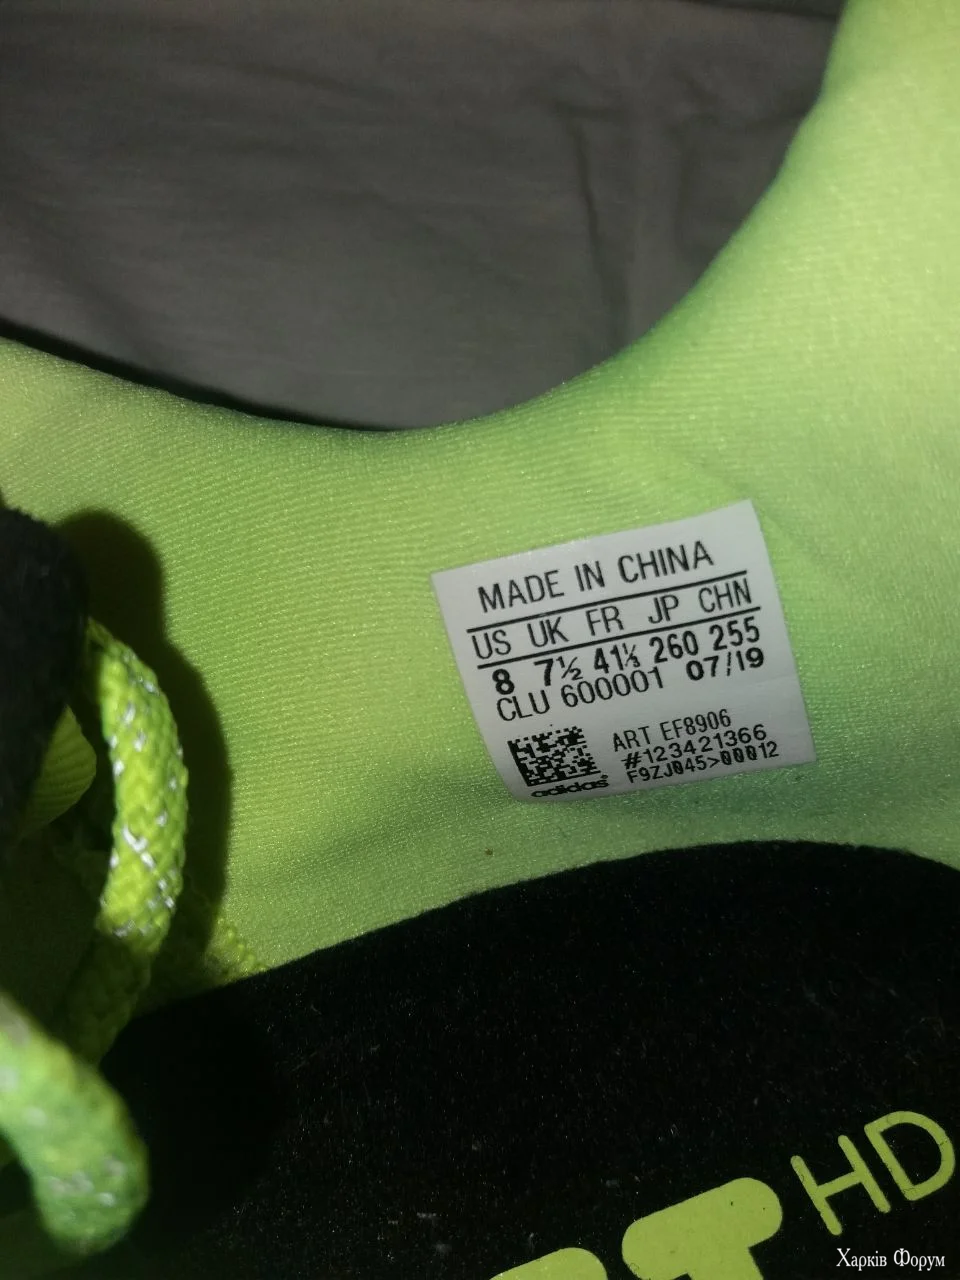 MADE IN CHINA
US UK FR JP CHN
8 7½ 41⅓ 260 255
CLU 600001 07/19
ART EF8906
#123421366
F9ZJ045>00012
adidas
HD
Харків Форум